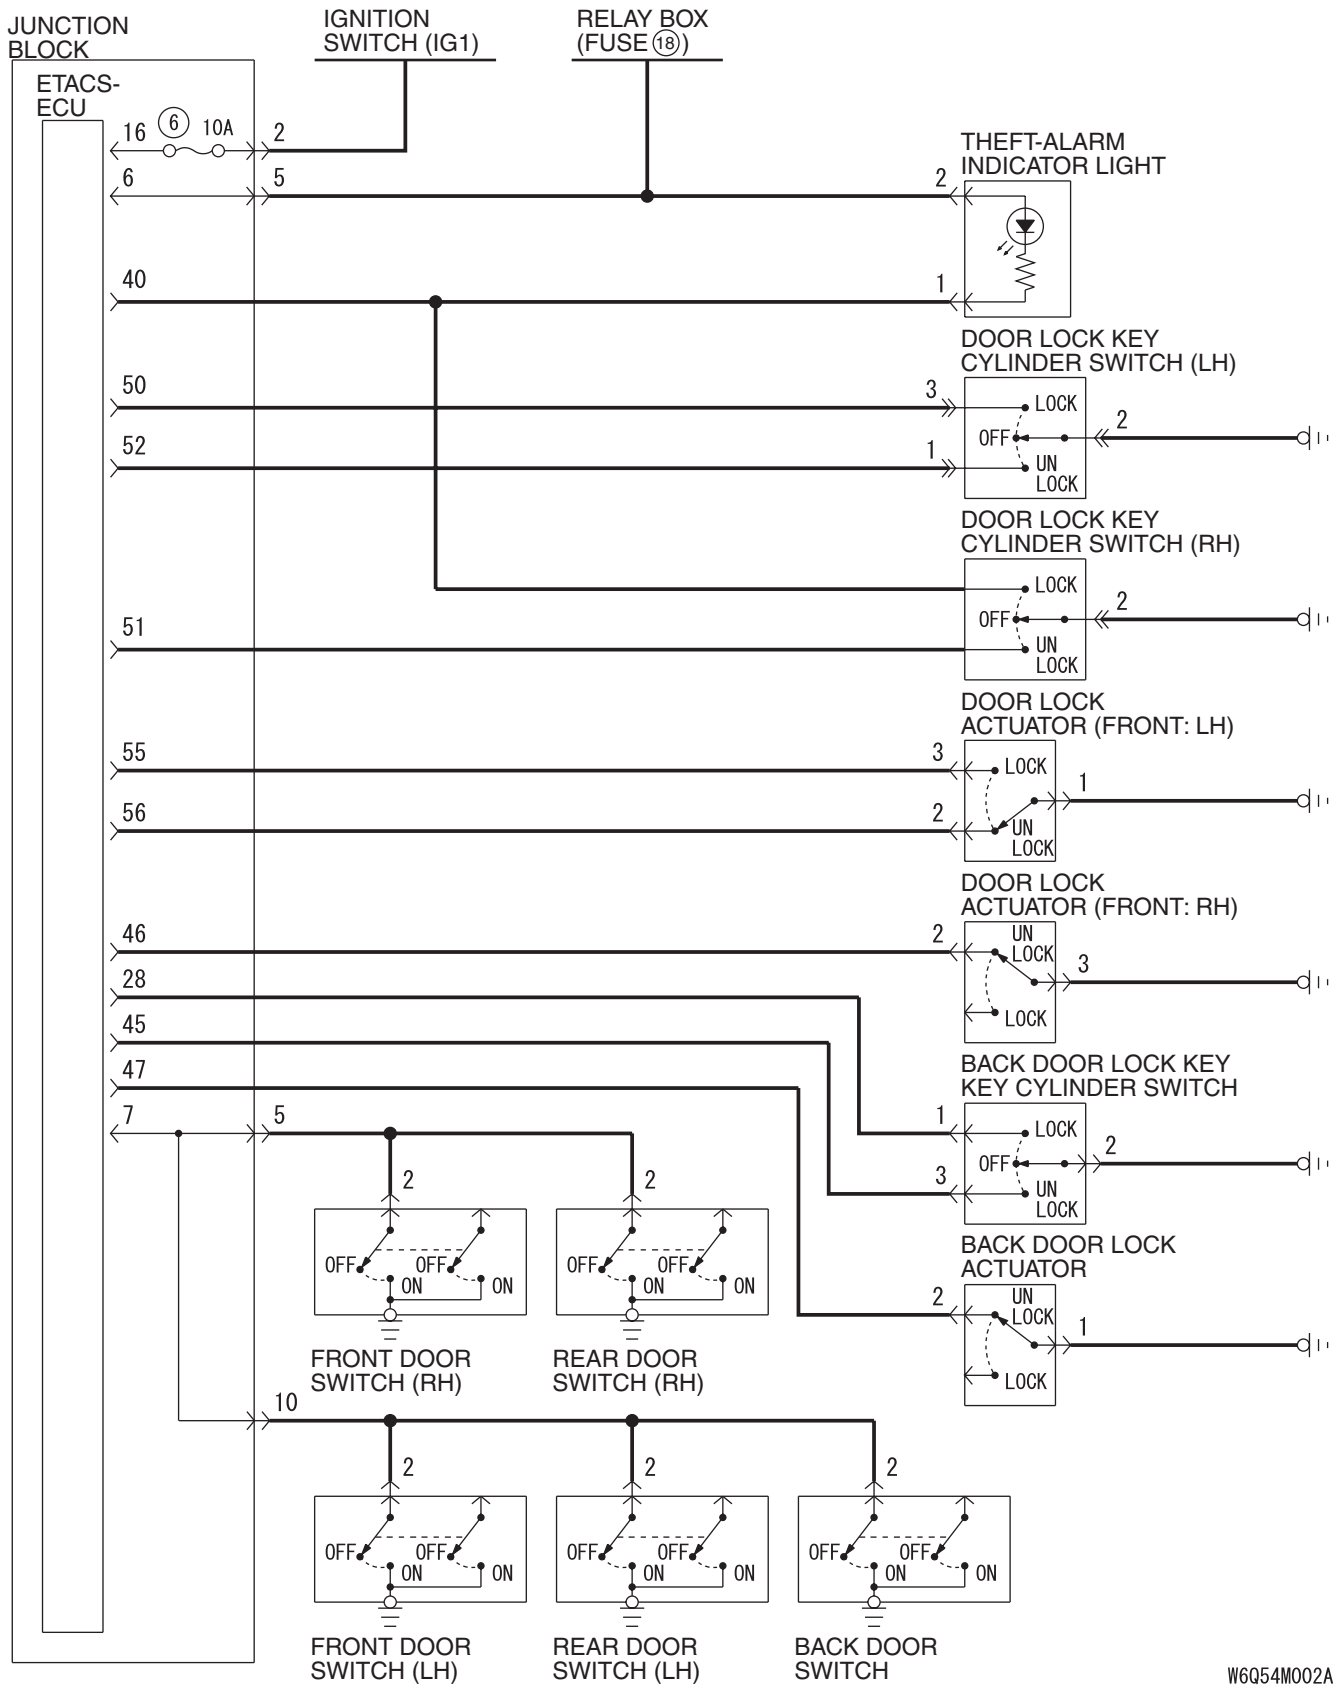 JUNCTION
BLOCK
IGNITION
SWITCH (IG1)
RELAY BOX
(FUSE 18)
ETACS-
ECU
16
6
10A
2
6
5
2
THEFT-ALARM
INDICATOR LIGHT
40
1
DOOR LOCK KEY
CYLINDER SWITCH (LH)
50
3
LOCK
OFF
2
52
1
UN
LOCK
DOOR LOCK KEY
CYLINDER SWITCH (RH)
LOCK
OFF
2
51
UN
LOCK
DOOR LOCK
ACTUATOR (FRONT: LH)
55
3
LOCK
1
56
2
UN
LOCK
DOOR LOCK
ACTUATOR (FRONT: RH)
46
2
UN
LOCK
3
LOCK
28
45
47
BACK DOOR LOCK KEY
KEY CYLINDER SWITCH
7
5
1
LOCK
OFF
2
3
UN
LOCK
2
2
OFF
OFF
ON
ON
OFF
OFF
ON
ON
BACK DOOR LOCK
ACTUATOR
2
UN
LOCK
1
LOCK
FRONT DOOR
SWITCH (RH)
REAR DOOR
SWITCH (RH)
10
2
2
2
OFF
OFF
ON
ON
OFF
OFF
ON
ON
OFF
OFF
ON
ON
FRONT DOOR
SWITCH (LH)
REAR DOOR
SWITCH (LH)
BACK DOOR
SWITCH
W6Q54M002A